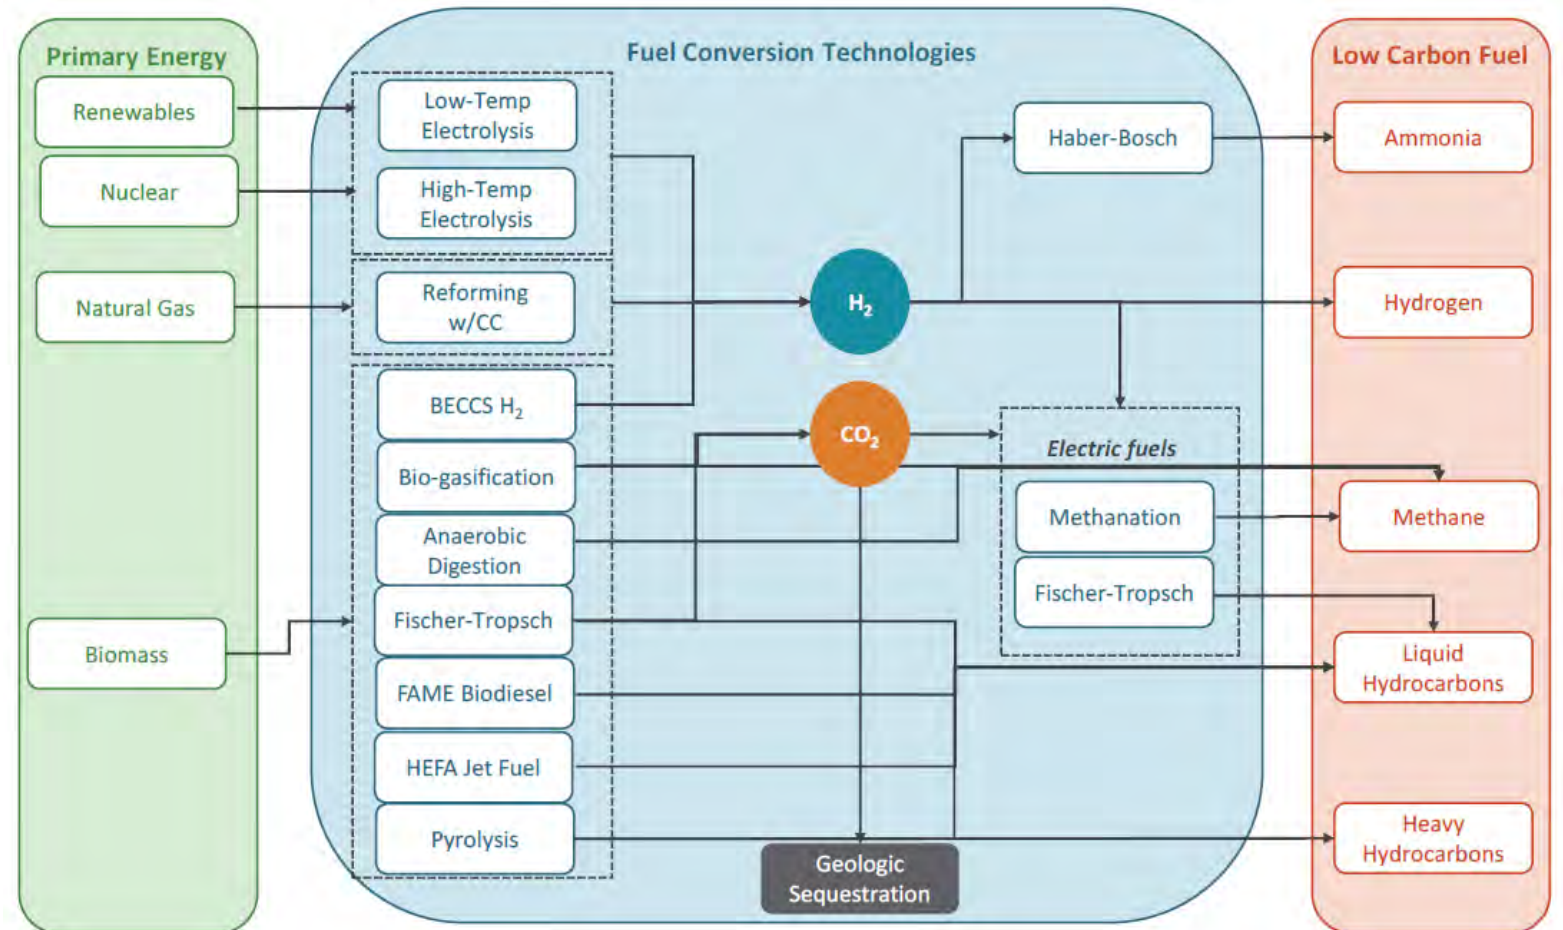 Primary Energy
Renewables
Nuclear
Natural Gas
Biomass
Fuel Conversion Technologies
Low-Temp
Electrolysis
High-Temp
Electrolysis
Reforming
w/CC
BECCS H₂
Bio-gasification
Anaerobic
Digestion
Fischer-Tropsch
FAME Biodiesel
HEFA Jet Fuel
Pyrolysis
H₂
CO₂
Geologic
Sequestration
Haber-Bosch
Electric fuels
Methanation
Fischer-Tropsch
Low Carbon Fuel
Ammonia
Hydrogen
Methane
Liquid
Hydrocarbons
Heavy
Hydrocarbons